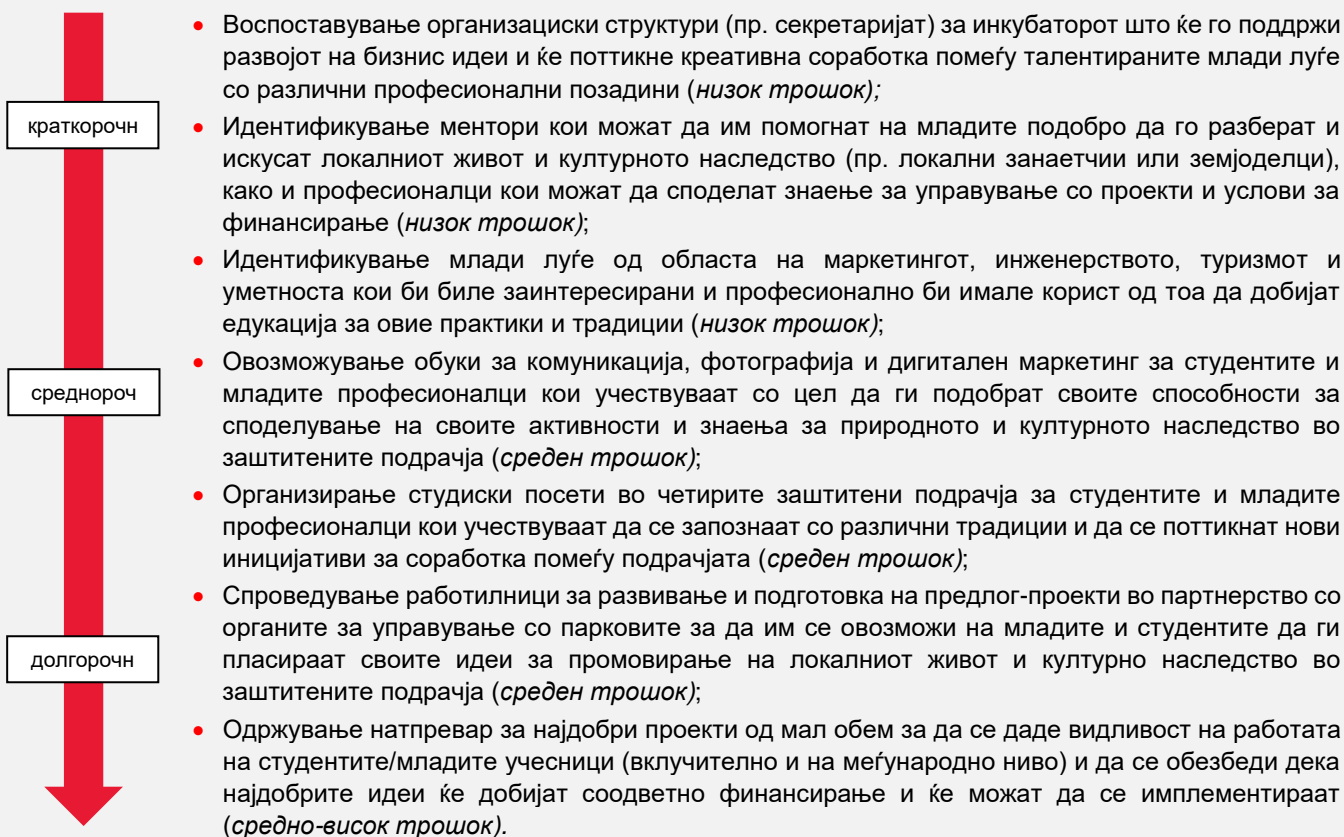 • Воспоставување организациски структури (пр. секретаријат) за инкубаторот што ќе го поддржи
развојот на бизнис идеи и ќе поттикне креативна соработка помеѓу талентираните млади луѓе
со различни професионални позадини (низок трошок);
краткорочн
• Идентификување ментори кои можат да им помогнат на младите подобро да го разберат и
искусат локалниот живот и културното наследство (пр. локални занаетчии или земјоделци),
како и професионалци кои можат да споделат знаење за управување со проекти и услови за
финансирање (низок трошок);
• Идентификување млади луѓе од областа на маркетингот, инженерството, туризмот и
уметноста кои би биле заинтересирани и професионално би имале корист од тоа да добијат
едукација за овие практики и традиции (низок трошок);
• Овозможување обуки за комуникација, фотографија и дигитален маркетинг за студентите и
среднороч
младите професионалци кои учествуваат со цел да ги подобрат своите способности за
споделување на своите активности и знаења за природното и културното наследство во
заштитените подрачја (среден трошок);
• Организирање студиски посети во четирите заштитени подрачја за студентите и младите
професионалци кои учествуваат да се запознаат со различни традиции и да се поттикнат нови
иницијативи за соработка помеѓу подрачјата (среден трошок);
• Спроведување работилници за развивање и подготовка на предлог-проекти во партнерство со
органите за управување со парковите за да им се овозможи на младите и студентите да ги
долгорочн
пласираат своите идеи за промовирање на локалниот живот и културно наследство во
заштитените подрачја (среден трошок);
• Одржување натпревар за најдобри проекти од мал обем за да се даде видливост на работата
на студентите/младите учесници (вклучително и на меѓународно ниво) и да се обезбеди дека
најдобрите идеи ќе добијат соодветно финансирање и ќе можат да се имплементираат
(средно-висок трошок).